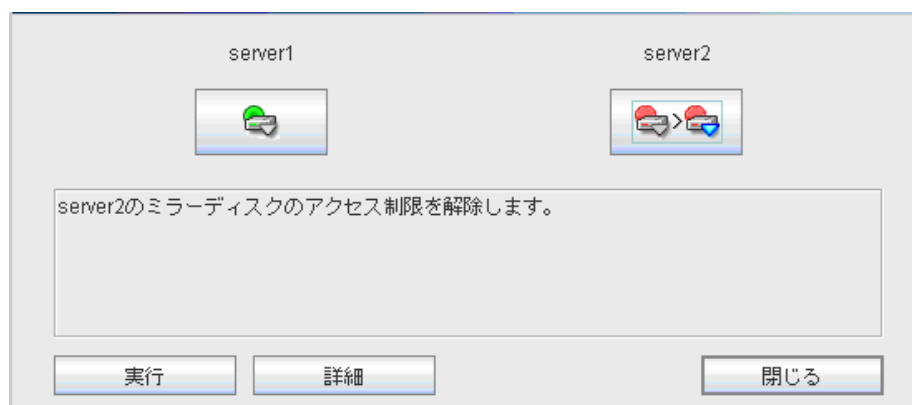 server1
server2
>
server2のミラーディスクのアクセス制限を解除します。
実行
詳細
閉じる